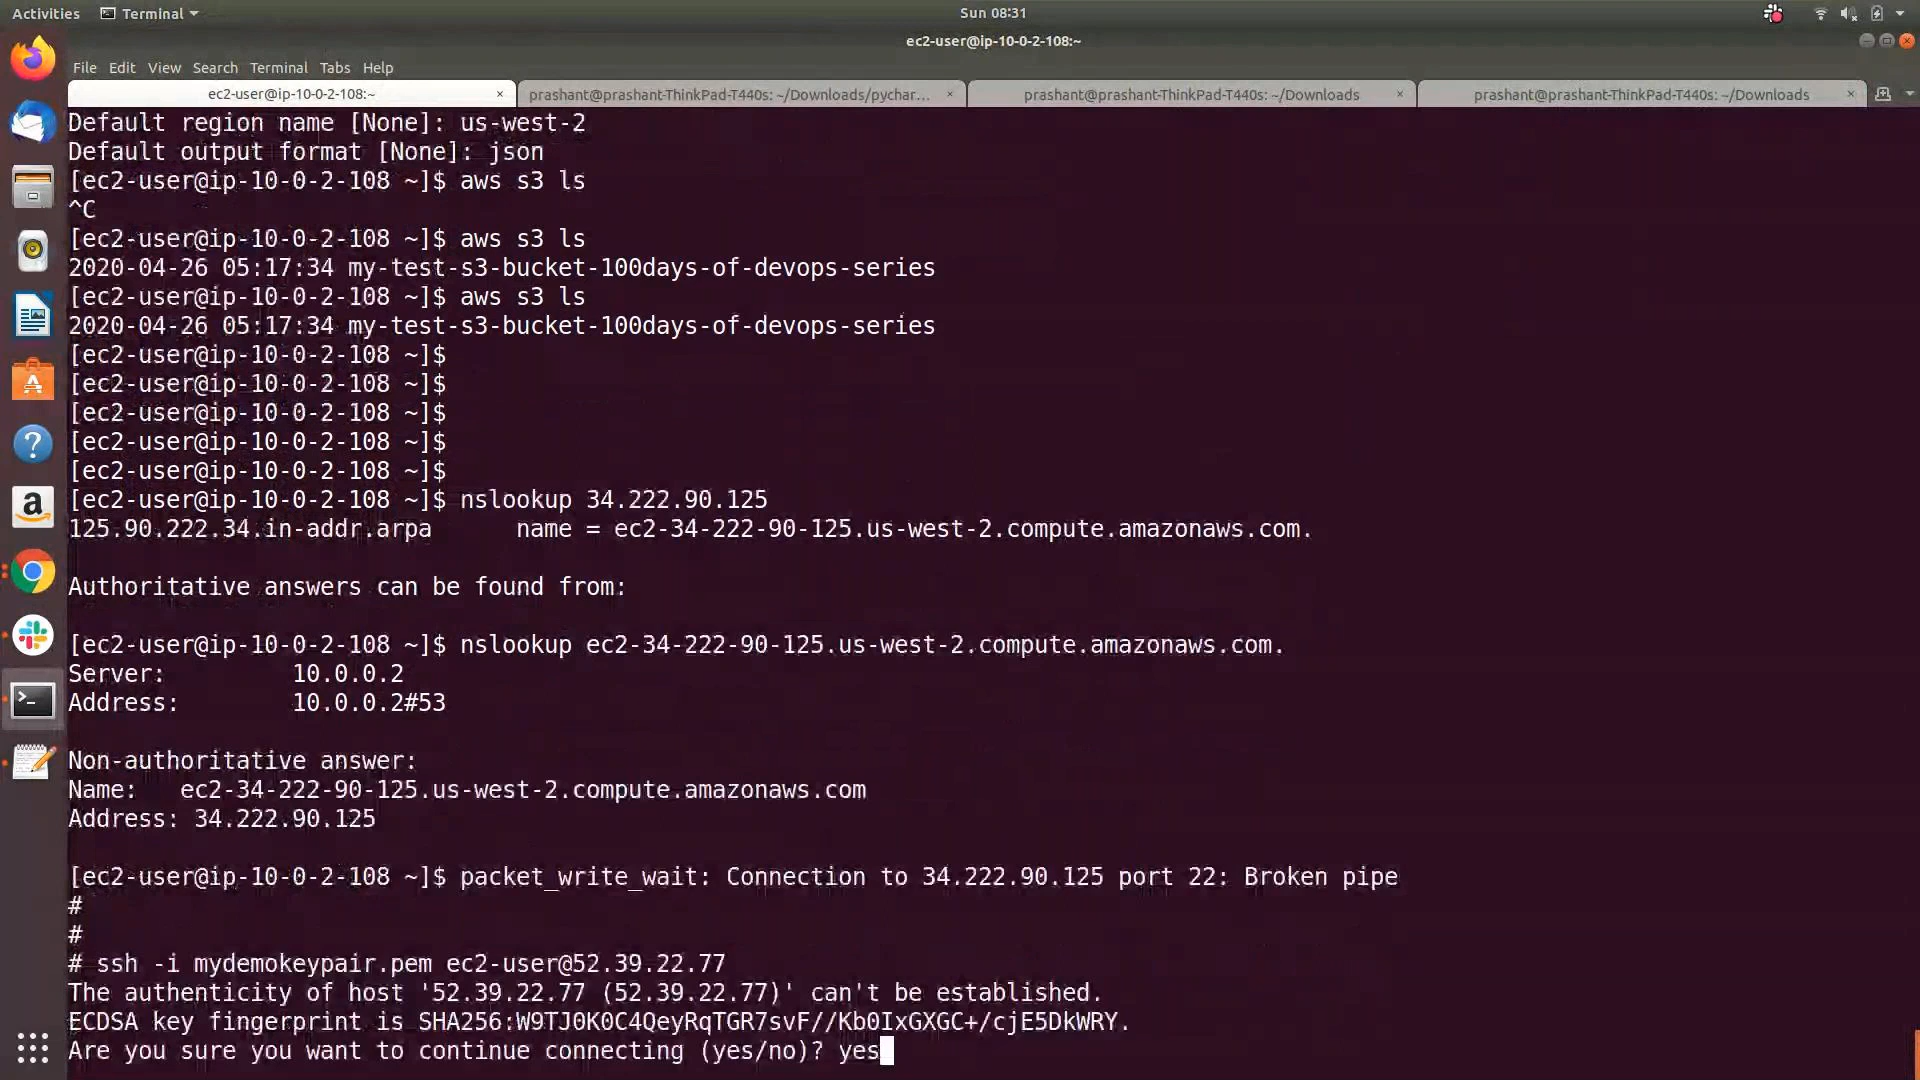 Activities Terminal Sun 08:31
ec2-user@ip-10-0-2-108:~
File Edit View Search Terminal Tabs Help
ec2-user@ip-10-0-2-108:~ × prashant@prashant-ThinkPad-T440s: ~/Downloads/pychar... × prashant@prashant-ThinkPad-T440s: ~/Downloads × prashant@prashant-ThinkPad-T440s: ~/Downloads ×
Default region name [None]: us-west-2
Default output format [None]: json
[ec2-user@ip-10-0-2-108 ~]$ aws s3 ls
^C
[ec2-user@ip-10-0-2-108 ~]$ aws s3 ls
2020-04-26 05:17:34 my-test-s3-bucket-100days-of-devops-series
[ec2-user@ip-10-0-2-108 ~]$ aws s3 ls
2020-04-26 05:17:34 my-test-s3-bucket-100days-of-devops-series
[ec2-user@ip-10-0-2-108 ~]$
[ec2-user@ip-10-0-2-108 ~]$
[ec2-user@ip-10-0-2-108 ~]$
[ec2-user@ip-10-0-2-108 ~]$
[ec2-user@ip-10-0-2-108 ~]$
[ec2-user@ip-10-0-2-108 ~]$ nslookup 34.222.90.125
125.90.222.34.in-addr.arpa name = ec2-34-222-90-125.us-west-2.compute.amazonaws.com.
Authoritative answers can be found from:
[ec2-user@ip-10-0-2-108 ~]$ nslookup ec2-34-222-90-125.us-west-2.compute.amazonaws.com.
Server: 10.0.0.2
Address: 10.0.0.2#53
Non-authoritative answer:
Name: ec2-34-222-90-125.us-west-2.compute.amazonaws.com
Address: 34.222.90.125
[ec2-user@ip-10-0-2-108 ~]$ packet_write_wait: Connection to 34.222.90.125 port 22: Broken pipe
#
#
# ssh -i mydemokeypair.pem ec2-user@52.39.22.77
The authenticity of host '52.39.22.77 (52.39.22.77)' can't be established.
ECDSA key fingerprint is SHA256:W9TJ0K0C4QeyRqTGR7svF//Kb0IxGXGC+/cjE5DkWRY.
Are you sure you want to continue connecting (yes/no)? yes